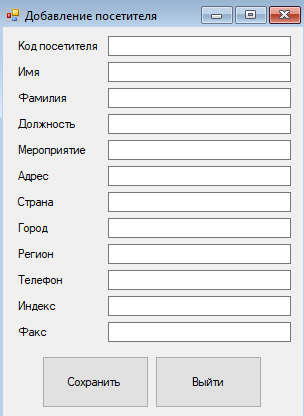 Добавление посетителя
Код посетителя
Имя
Фамилия
Должность
Мероприятие
Адрес
Страна
Город
Регион
Телефон
Индекс
Факс
Сохранить Выйти